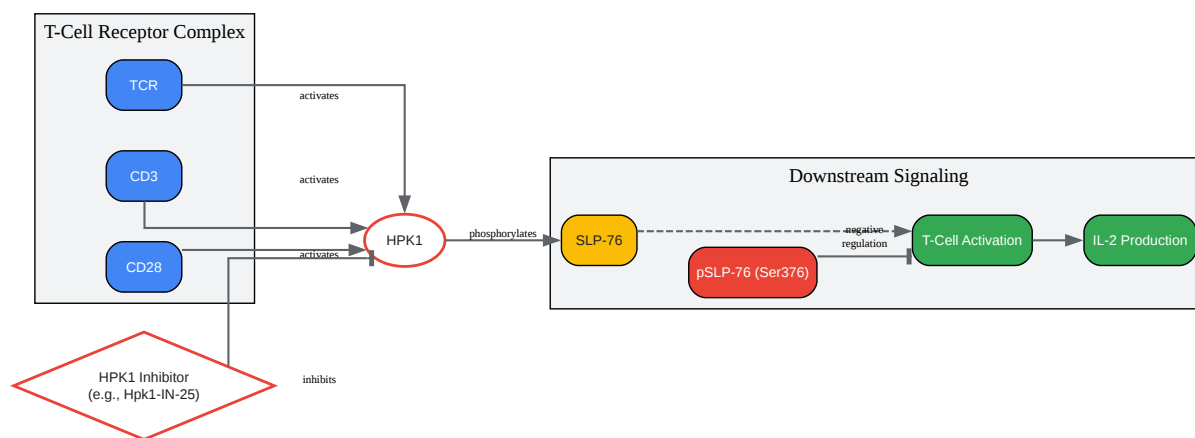 T-Cell Receptor Complex
TCR
activates
CD3
activates
CD28
activates
HPK1
phosphorylates
Downstream Signaling
SLP-76
negative
regulation
pSLP-76 (Ser376)
T-Cell Activation
IL-2 Production
HPK1 Inhibitor
(e.g., Hpk1-IN-25)
inhibits